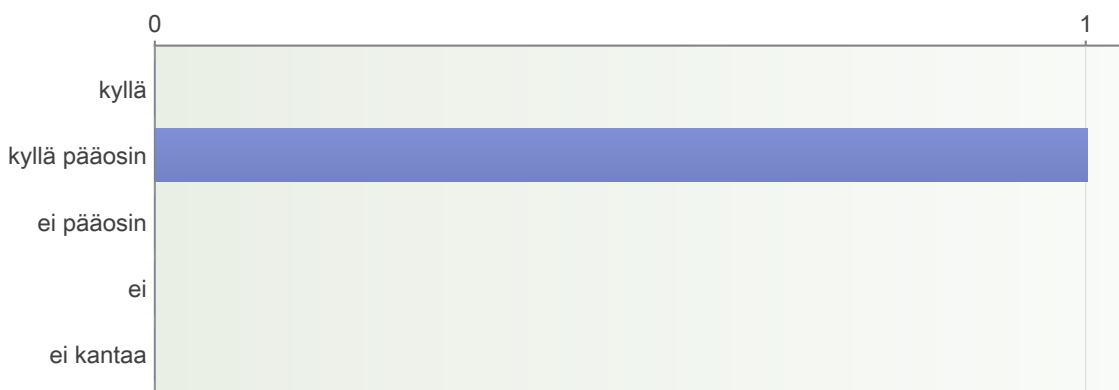 0 1
kyllä
kyllä pääosin
ei pääosin
ei
ei kantaa